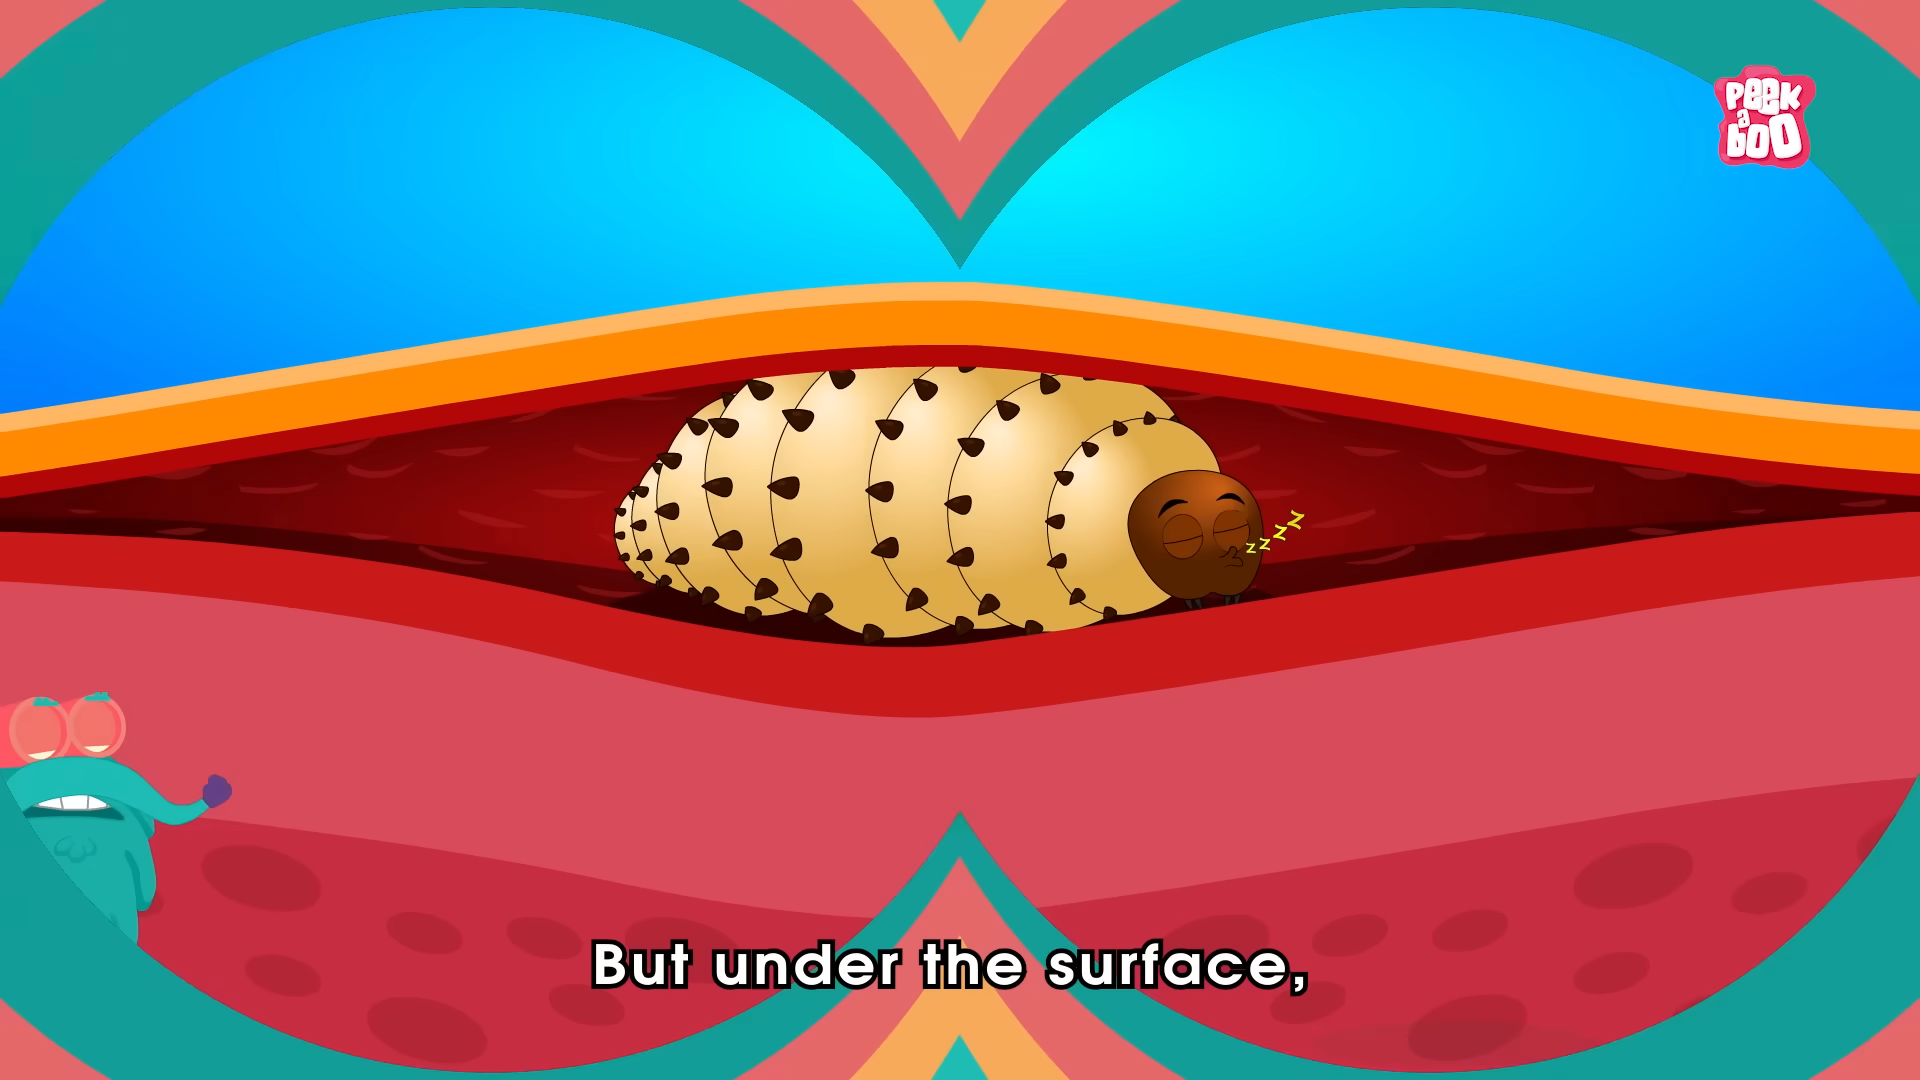 PEEK
a
boo
z z z z
But under the surface,